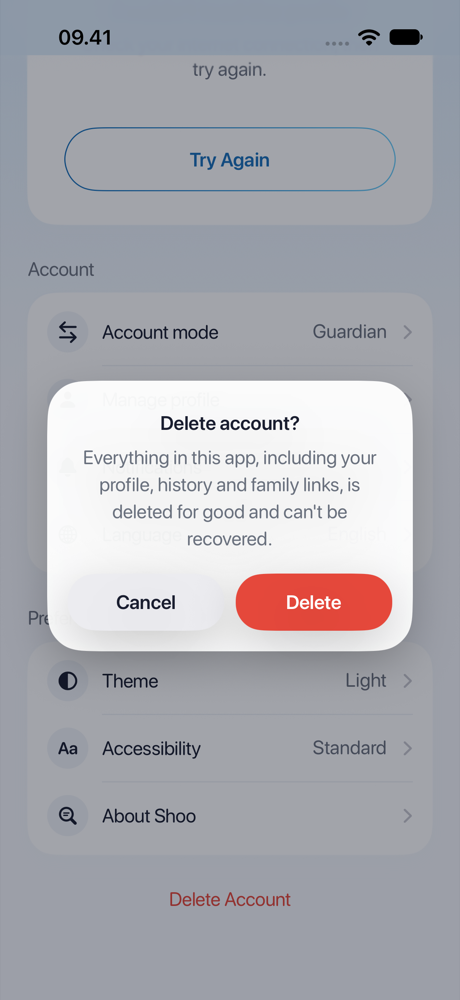 09.41
try again.
Try Again
Account
Account mode
Guardian
Manage profile
Delete account?
Everything in this app, including your
profile, history and family links, is
deleted for good and can't be
recovered.
Cancel
Delete
Theme
Light
Aa
Accessibility
Standard
About Shoo
Delete Account